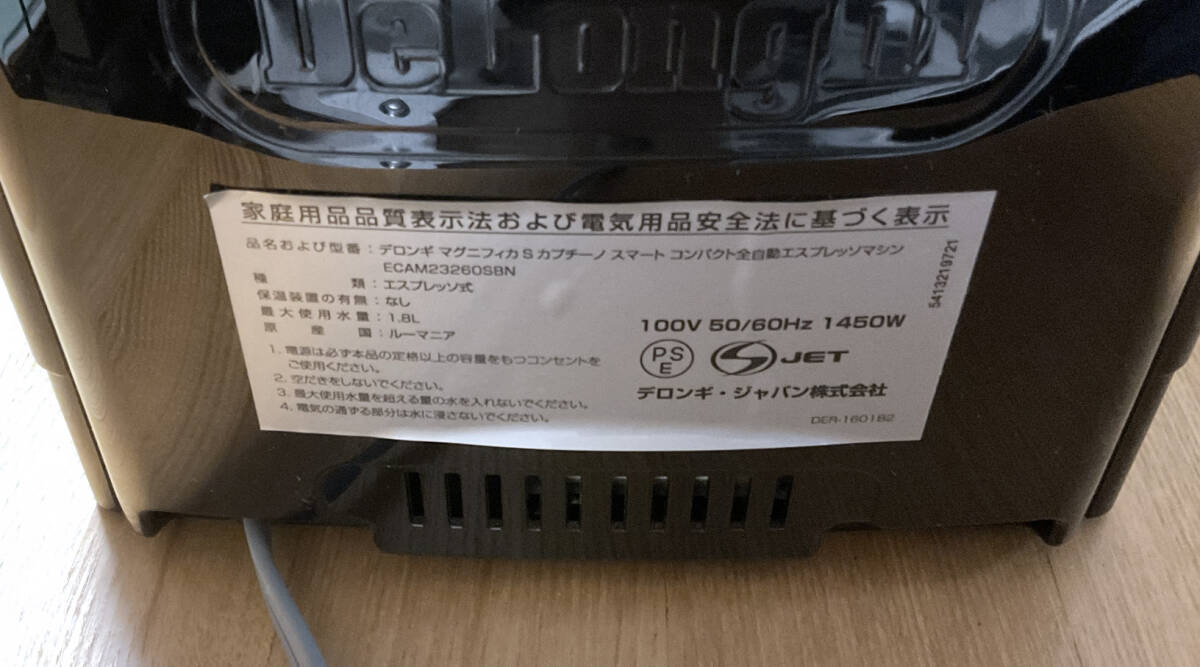 DeLonghi
家庭用品品質表示法および電気用品安全法に基づく表示
品名および型番：デロンギ マグニフィカ S カプチーノ スマート コンパクト全自動エスプレッソマシン
ECAM23260SBN
種類：エスプレッソ式
保温装置の有無：なし
最大使用水量：1.8L
原産国：ルーマニア
1. 電源は必ず本品の定格以上の容量をもつコンセントを
ご使用ください。
2. 空だきをしないでください。
3. 最大使用水量を超える量の水を入れないでください。
4. 電気の通ずる部分は水に浸さないでください。
100V 50/60Hz 1450W
PS
E
JET
デロンギ・ジャパン株式会社
DER-1601B2
5413219721